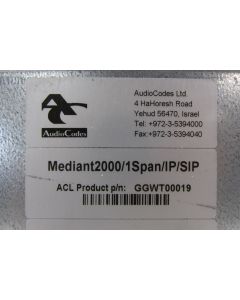 AudioCodes
AudioCodes Ltd.
4 HaHoresh Road
Yehud 56470, Israel
Tel: +972-3-5394000
Fax:+972-3-5394040
Mediant2000/1Span/IP/SIP
ACL Product p/n: GGWT00019